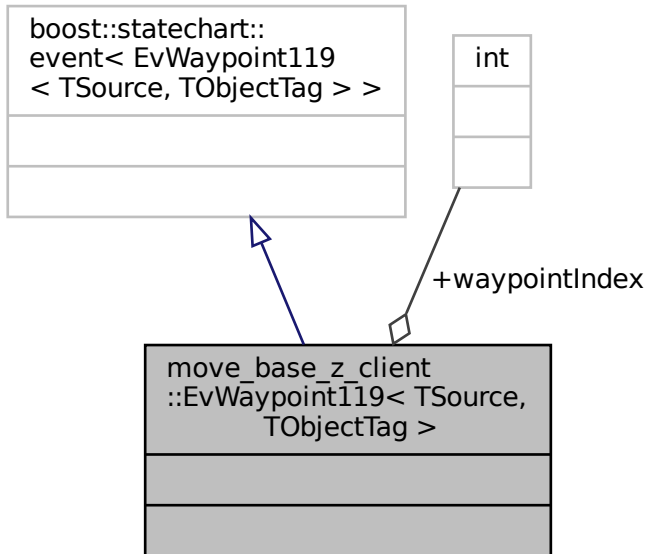 boost::statechart::
event< EvWaypoint119
< TSource, TObjectTag > >
int
+waypointIndex
move_base_z_client
::EvWaypoint119< TSource,
TObjectTag >